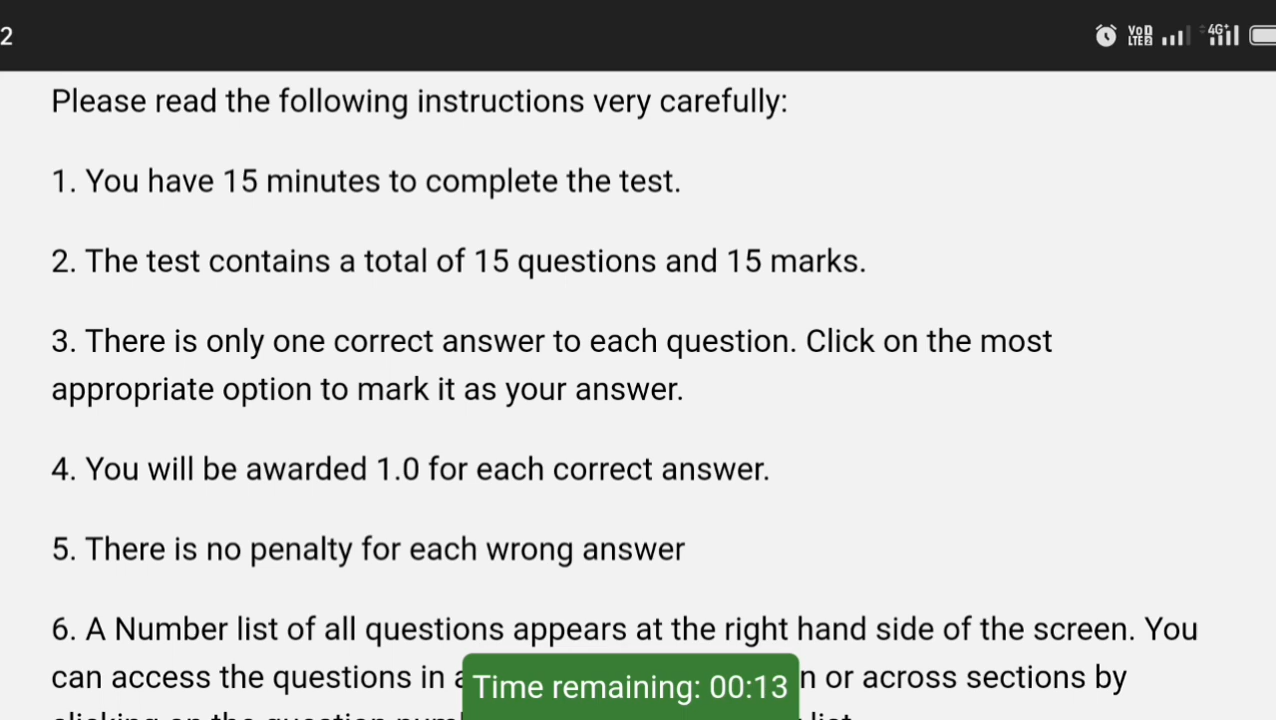 2
VoD
LTE2
4G+
Please read the following instructions very carefully:
1. You have 15 minutes to complete the test.
2. The test contains a total of 15 questions and 15 marks.
3. There is only one correct answer to each question. Click on the most
appropriate option to mark it as your answer.
4. You will be awarded 1.0 for each correct answer.
5. There is no penalty for each wrong answer
6. A Number list of all questions appears at the right hand side of the screen. You
can access the questions in a
Time remaining: 00:13
n or across sections by